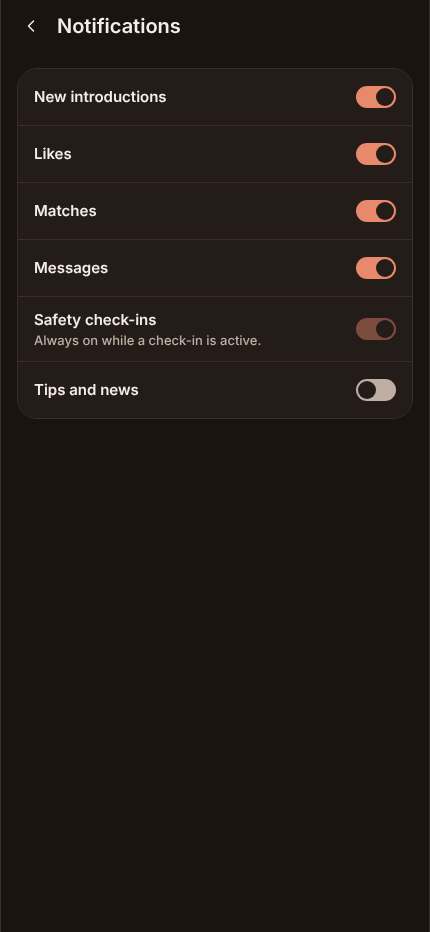 Notifications
New introductions
Likes
Matches
Messages
Safety check-ins
Always on while a check-in is active.
Tips and news